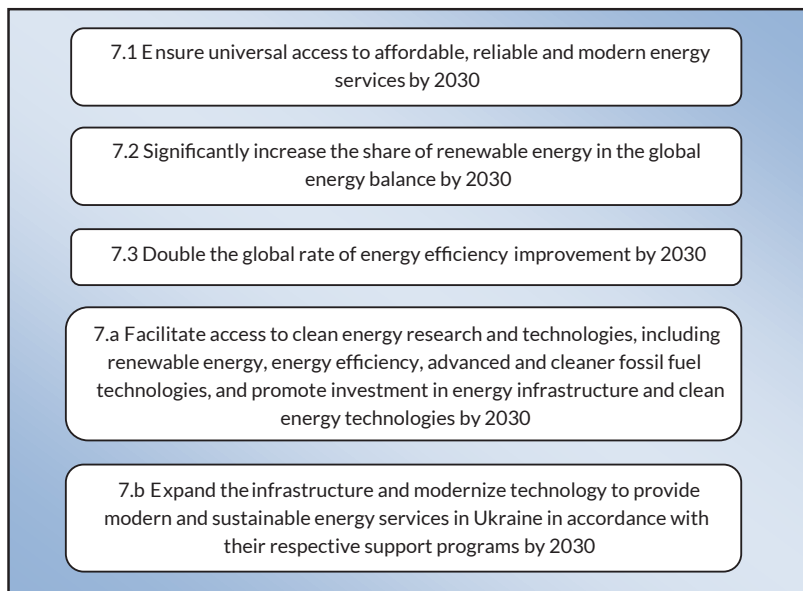 7.1 Ensure universal access to affordable, reliable and modern energy
services by 2030
7.2 Significantly increase the share of renewable energy in the global
energy balance by 2030
7.3 Double the global rate of energy efficiency improvement by 2030
7.a Facilitate access to clean energy research and technologies, including
renewable energy, energy efficiency, advanced and cleaner fossil fuel
technologies, and promote investment in energy infrastructure and clean
energy technologies by 2030
7.b Expand the infrastructure and modernize technology to provide
modern and sustainable energy services in Ukraine in accordance with
their respective support programs by 2030